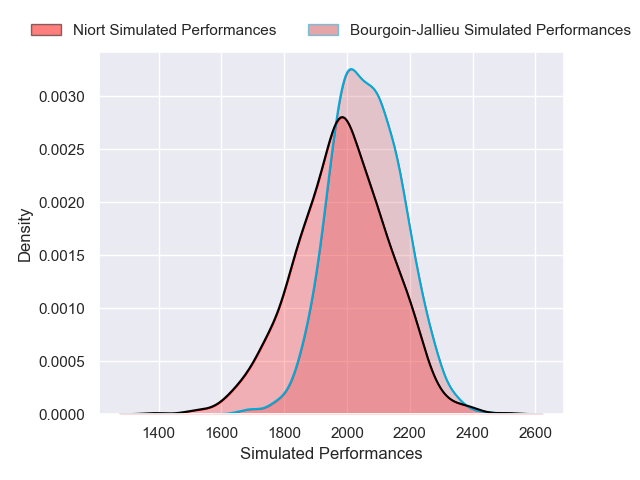 Niort Simulated Performances
Bourgoin-Jallieu Simulated Performances
0.0030
0.0025
0.0020
0.0015
0.0010
0.0005
0.0000
Density
1400 1600 1800 2000 2200 2400 2600
Simulated Performances